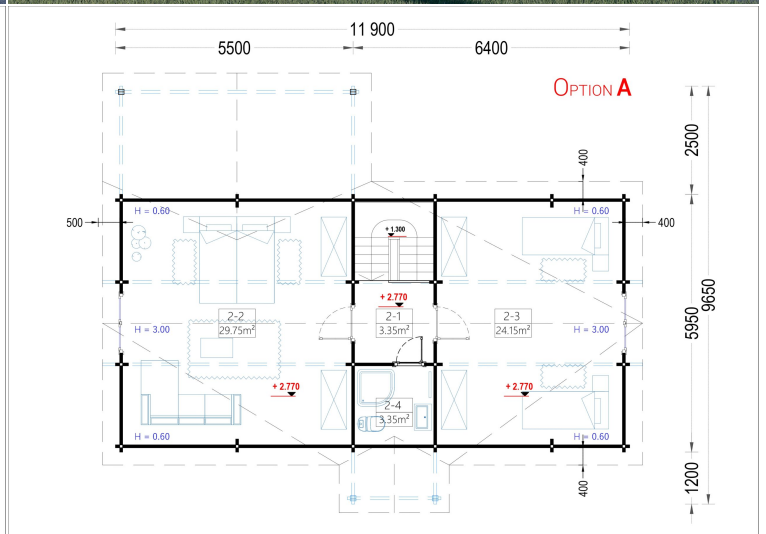 11 900
5500
6400
OPTION A
2500
400
H = 0.60
H = 0.60
500
400
+ 1.300
+ 2.770
2-2
29.75m²
2-1
3.35m²
2-3
24.15m²
H = 3.00
H = 3.00
5950
9650
+ 2.770
+ 2.770
2-4
3.35m²
H = 0.60
H = 0.60
400
1200